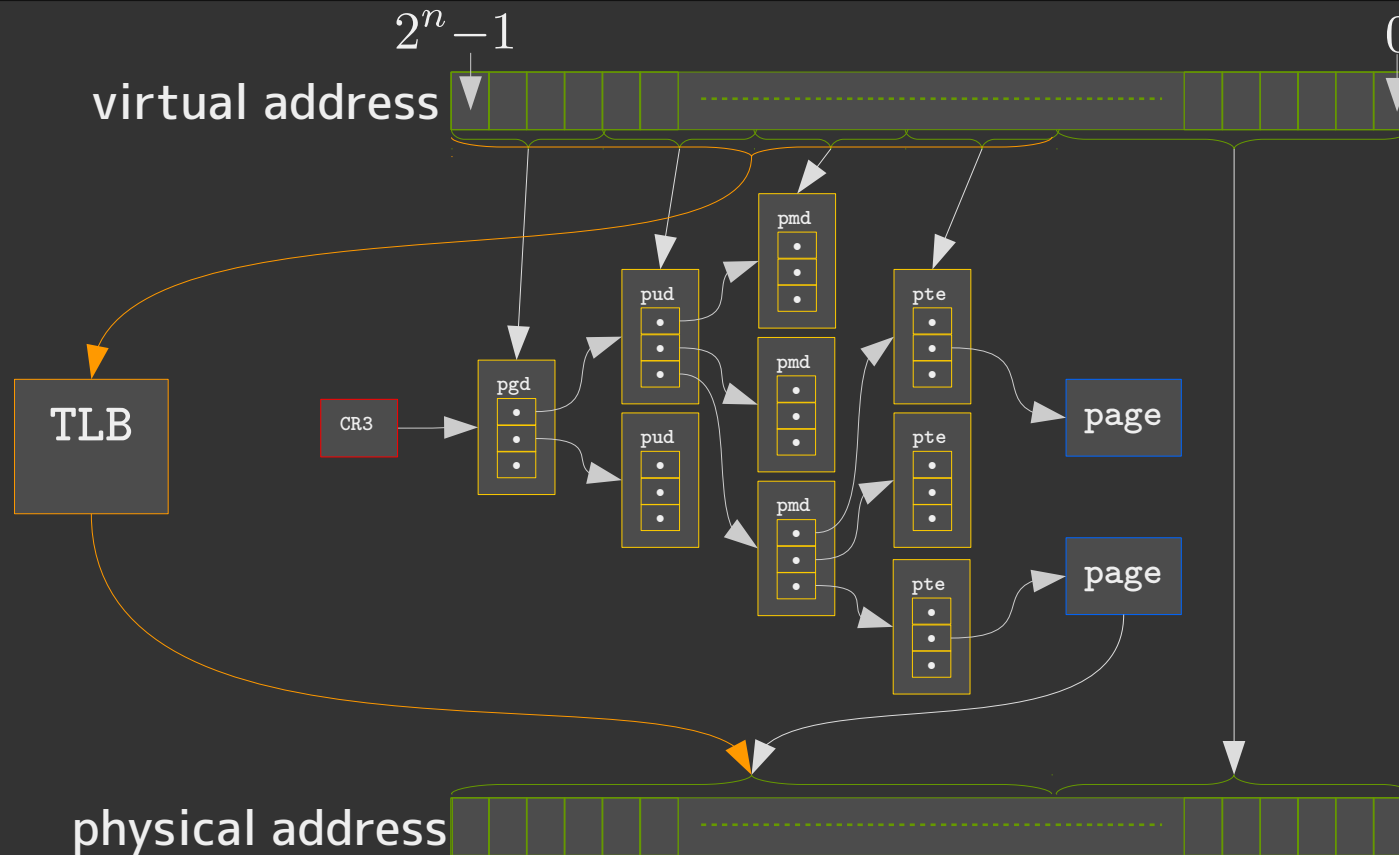 2^n−1
0
virtual address
pmd
pud
pte
pmd
pgd
TLB
CR3
page
pud
pte
pmd
page
pte
physical address